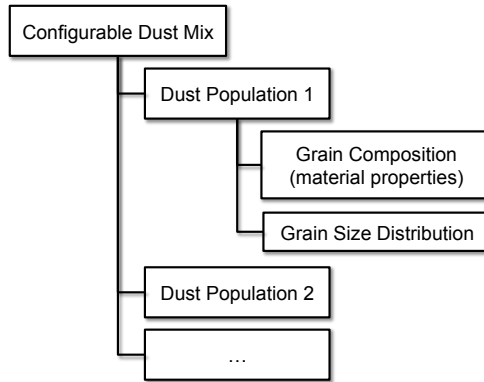 Configurable Dust Mix
Dust Population 1
Grain Composition
(material properties)
Grain Size Distribution
Dust Population 2
…